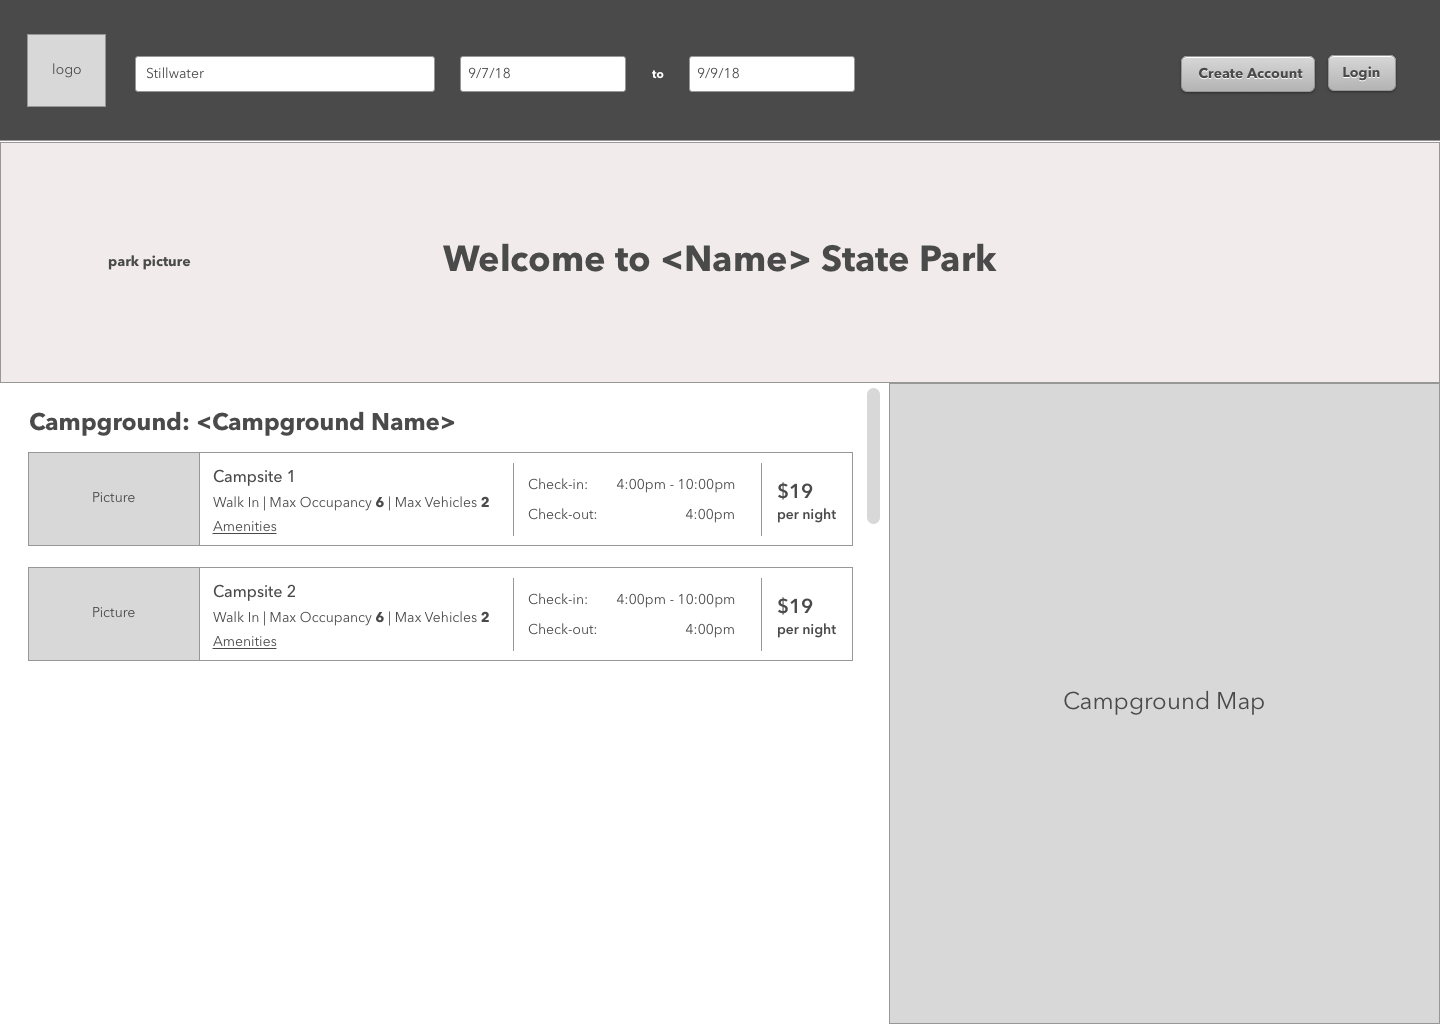 logo
Stillwater
9/7/18
to
9/9/18
Create Account
Login
park picture
Welcome to <Name> State Park
Campground: <Campground Name>
Picture
Campsite 1
Walk In | Max Occupancy 6 | Max Vehicles 2
Amenities
Check-in: 4:00pm - 10:00pm
Check-out: 4:00pm
$19
per night
Picture
Campsite 2
Walk In | Max Occupancy 6 | Max Vehicles 2
Amenities
Check-in: 4:00pm - 10:00pm
Check-out: 4:00pm
$19
per night
Campground Map